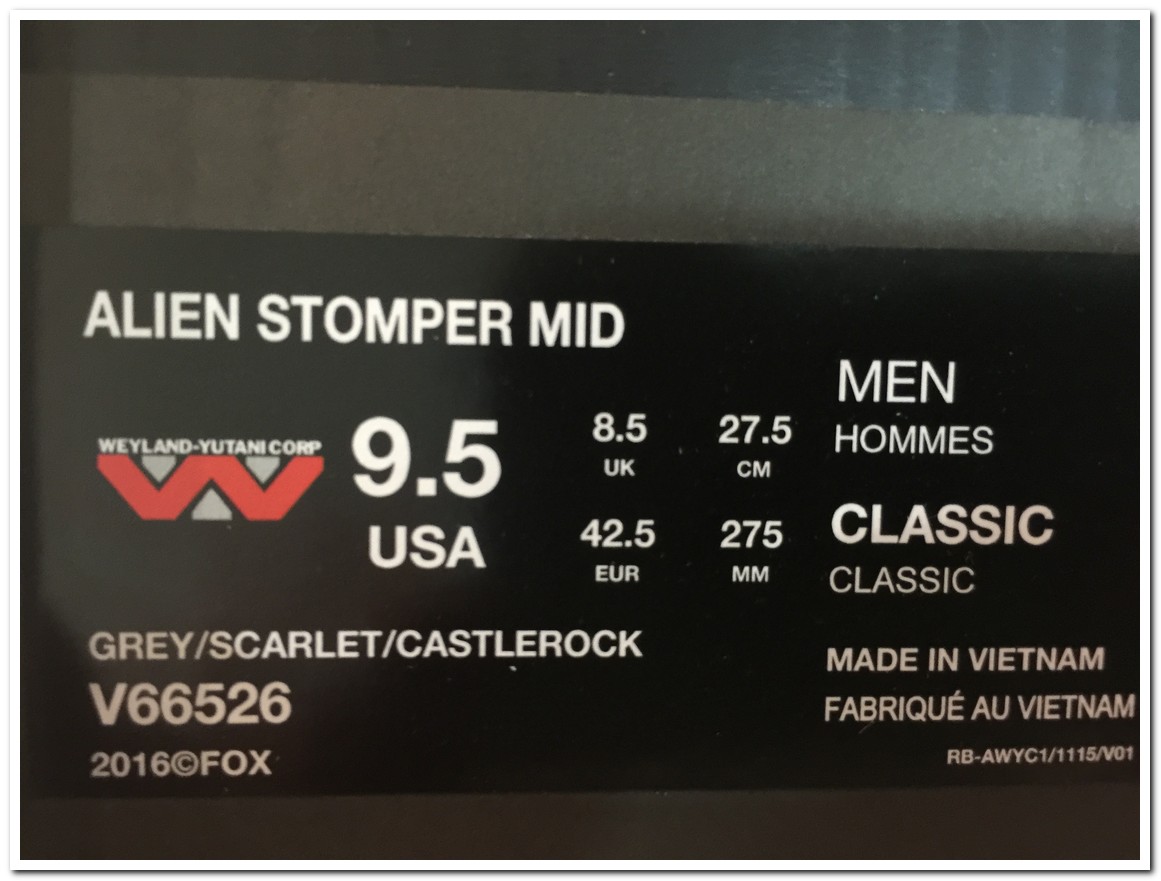 ALIEN STOMPER MID
WEYLAND-YUTANI CORP
9.5
USA
8.5
UK
27.5
CM
42.5
EUR
275
MM
MEN
HOMMES
CLASSIC
CLASSIC
GREY/SCARLET/CASTLEROCK
V66526
2016©FOX
MADE IN VIETNAM
FABRIQUÉ AU VIETNAM
RB-AWYC1/1115/V01